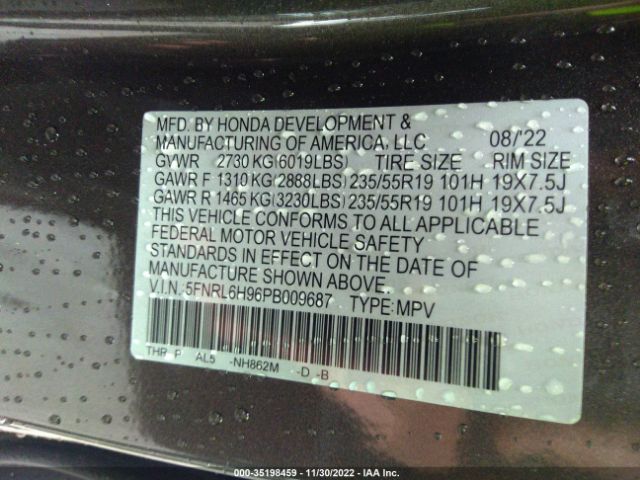 MFD. BY HONDA DEVELOPMENT &
MANUFACTURING OF AMERICA, LLC 08/'22
GVWR 2730 KG(6019LBS) TIRE SIZE RIM SIZE
GAWR F 1310 KG(2888LBS) 235/55R19 101H 19X7.5J
GAWR R 1465 KG(3230LBS) 235/55R19 101H 19X7.5J
THIS VEHICLE CONFORMS TO ALL APPLICABLE
FEDERAL MOTOR VEHICLE SAFETY
STANDARDS IN EFFECT ON THE DATE OF
MANUFACTURE SHOWN ABOVE.
V.I.N. 5FNRL6H96PB009687 TYPE:MPV
THR P AL5 -NH862M -D -B
000-35198459 - 11/30/2022 - IAA Inc.